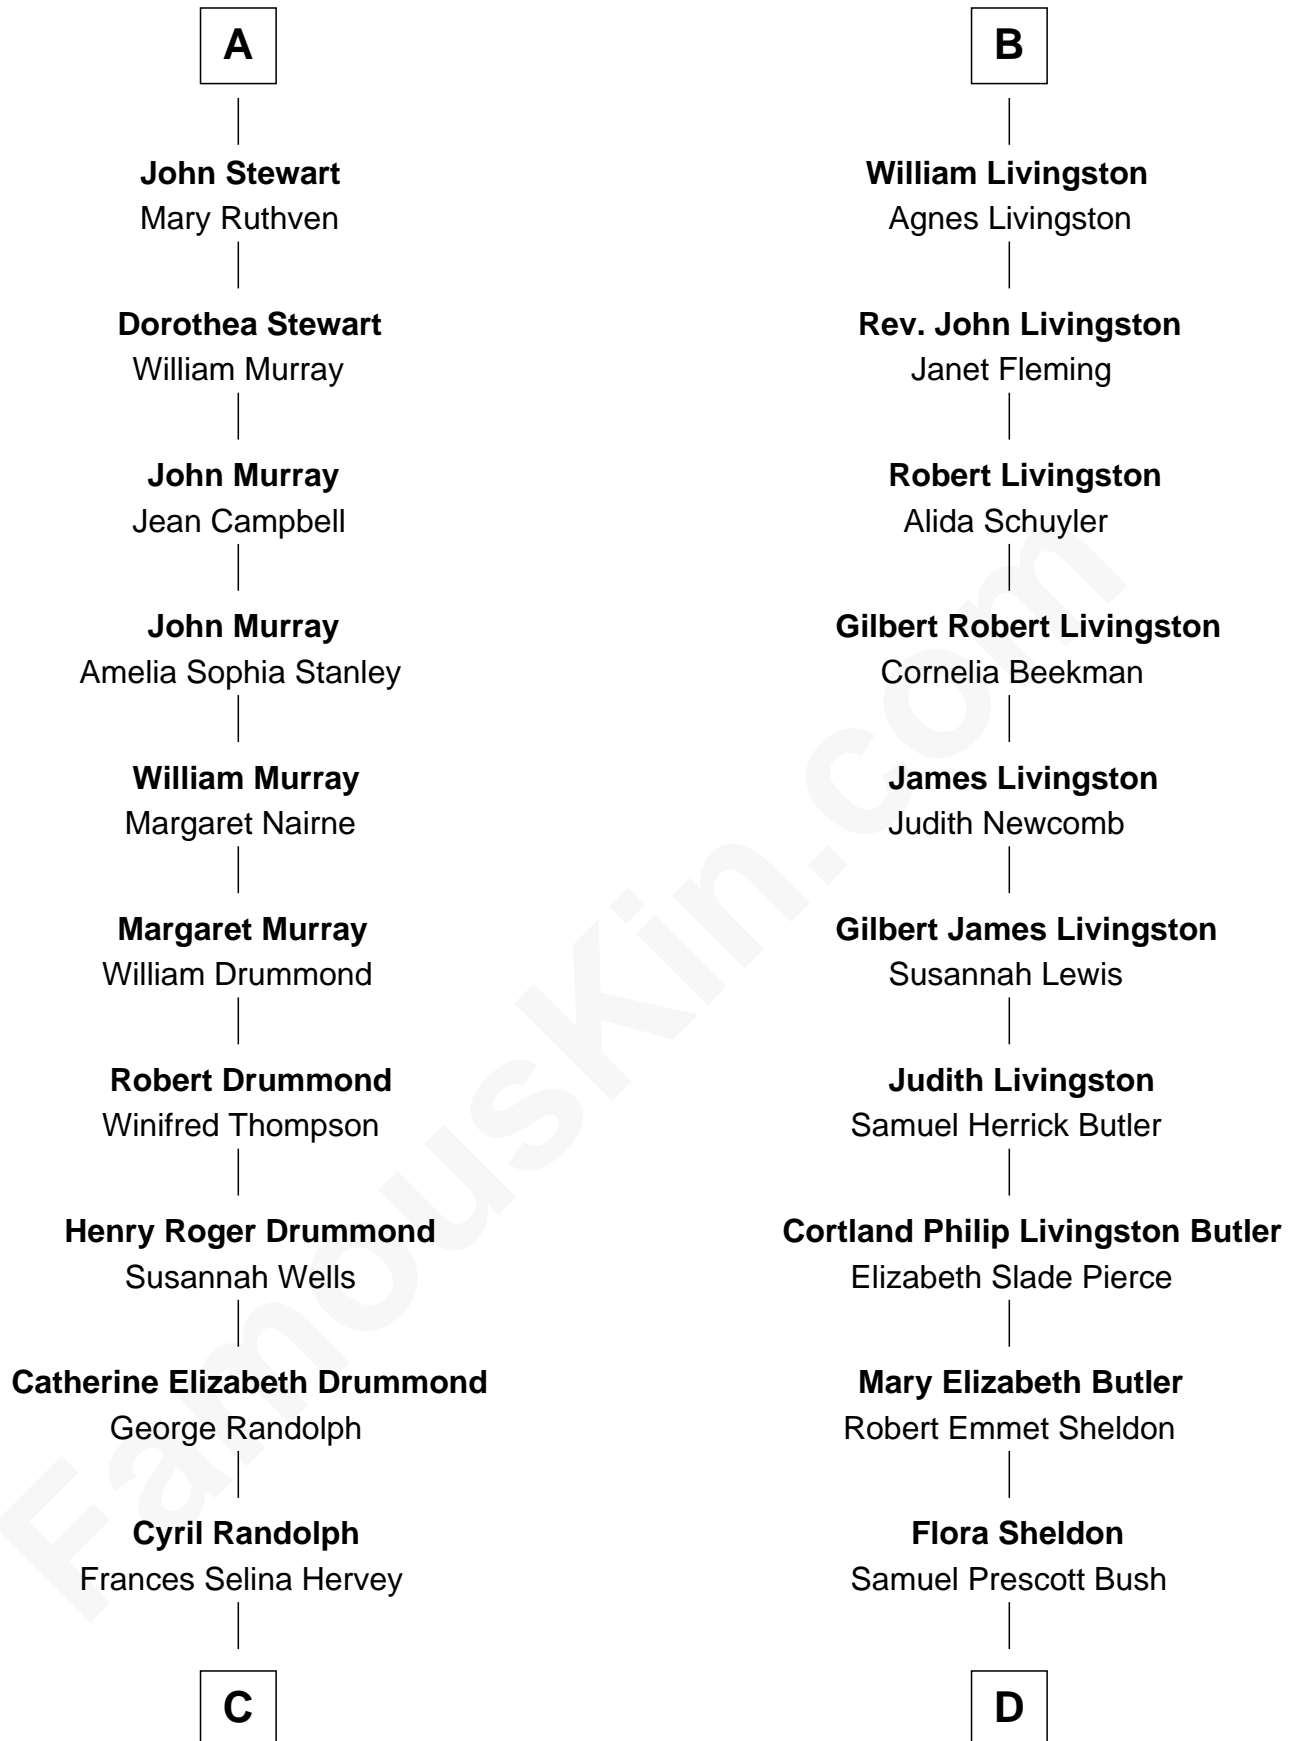 A
John Stewart
Mary Ruthven
Dorothea Stewart
William Murray
John Murray
Jean Campbell
John Murray
Amelia Sophia Stanley
William Murray
Margaret Nairne
Margaret Murray
William Drummond
Robert Drummond
Winifred Thompson
Henry Roger Drummond
Susannah Wells
Catherine Elizabeth Drummond
George Randolph
Cyril Randolph
Frances Selina Hervey
C
B
William Livingston
Agnes Livingston
Rev. John Livingston
Janet Fleming
Robert Livingston
Alida Schuyler
Gilbert Robert Livingston
Cornelia Beekman
James Livingston
Judith Newcomb
Gilbert James Livingston
Susannah Lewis
Judith Livingston
Samuel Herrick Butler
Cortland Philip Livingston Butler
Elizabeth Slade Pierce
Mary Elizabeth Butler
Robert Emmet Sheldon
Flora Sheldon
Samuel Prescott Bush
D
FamousKin.com